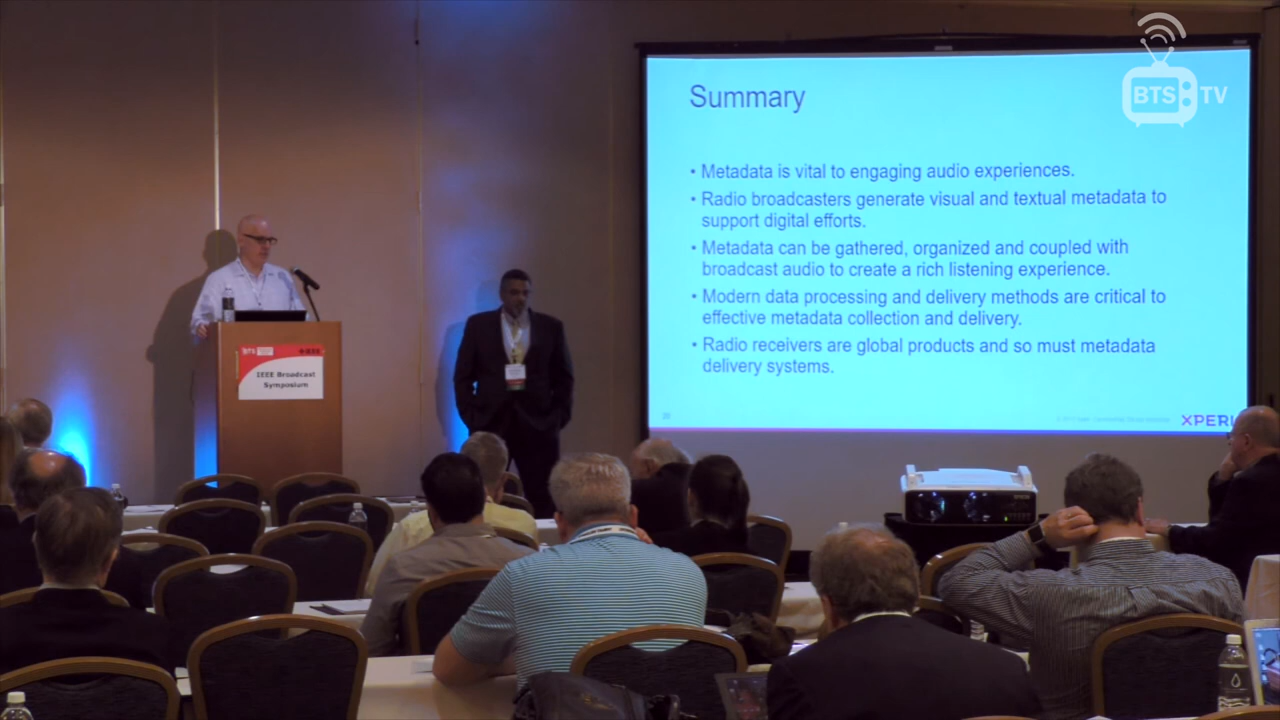 BTS TV
Summary
• Metadata is vital to engaging audio experiences.
• Radio broadcasters generate visual and textual metadata to
support digital efforts.
• Metadata can be gathered, organized and coupled with
broadcast audio to create a rich listening experience.
• Modern data processing and delivery methods are critical to
effective metadata collection and delivery.
• Radio receivers are global products and so must metadata
delivery systems.
XPERI
BTS
IEEE
IEEE Broadcast
Symposium
EPSON